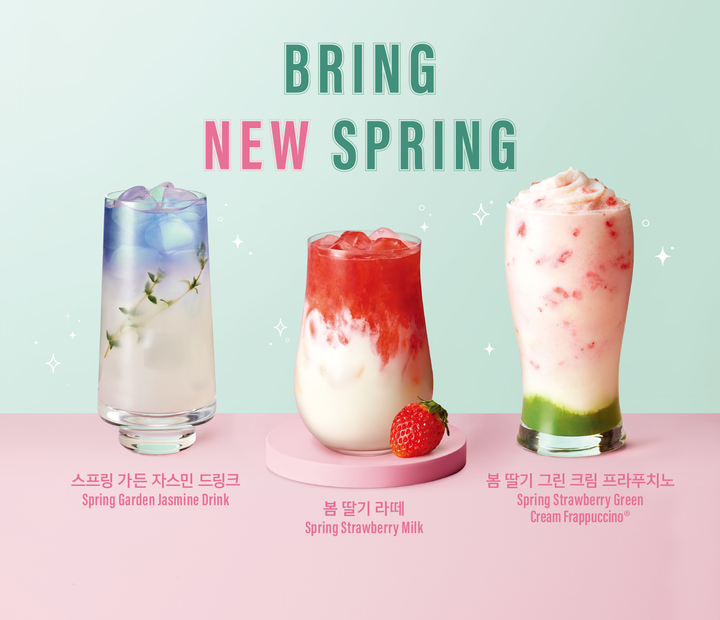 BRING
NEW SPRING
스프링 가든 자스민 드링크
Spring Garden Jasmine Drink
봄 딸기 라떼
Spring Strawberry Milk
봄 딸기 그린 크림 프라푸치노
Spring Strawberry Green
Cream Frappuccino®